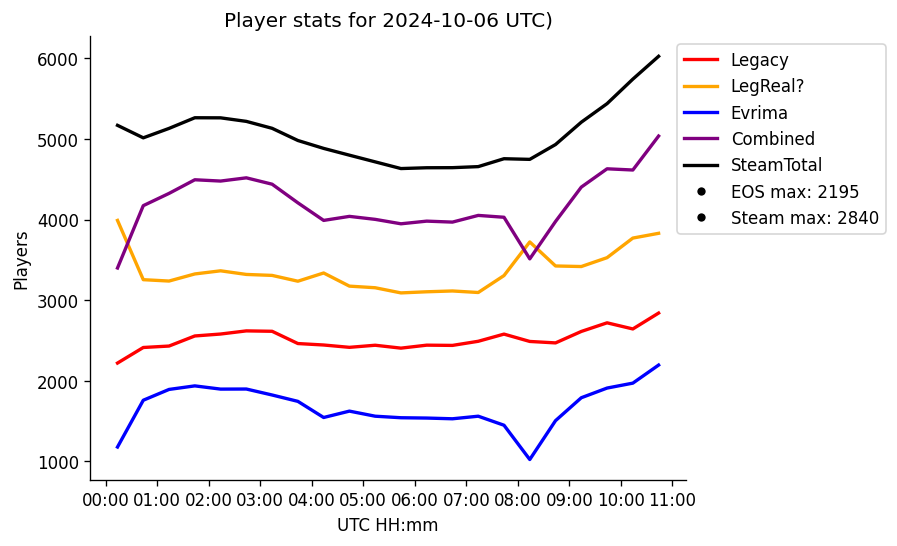 Player stats for 2024-10-06 UTC)
6000
5000
4000
3000
2000
1000
Players
00:00 01:00 02:00 03:00 04:00 05:00 06:00 07:00 08:00 09:00 10:00 11:00
UTC HH:mm
Legacy
LegReal?
Evrima
Combined
SteamTotal
EOS max: 2195
Steam max: 2840